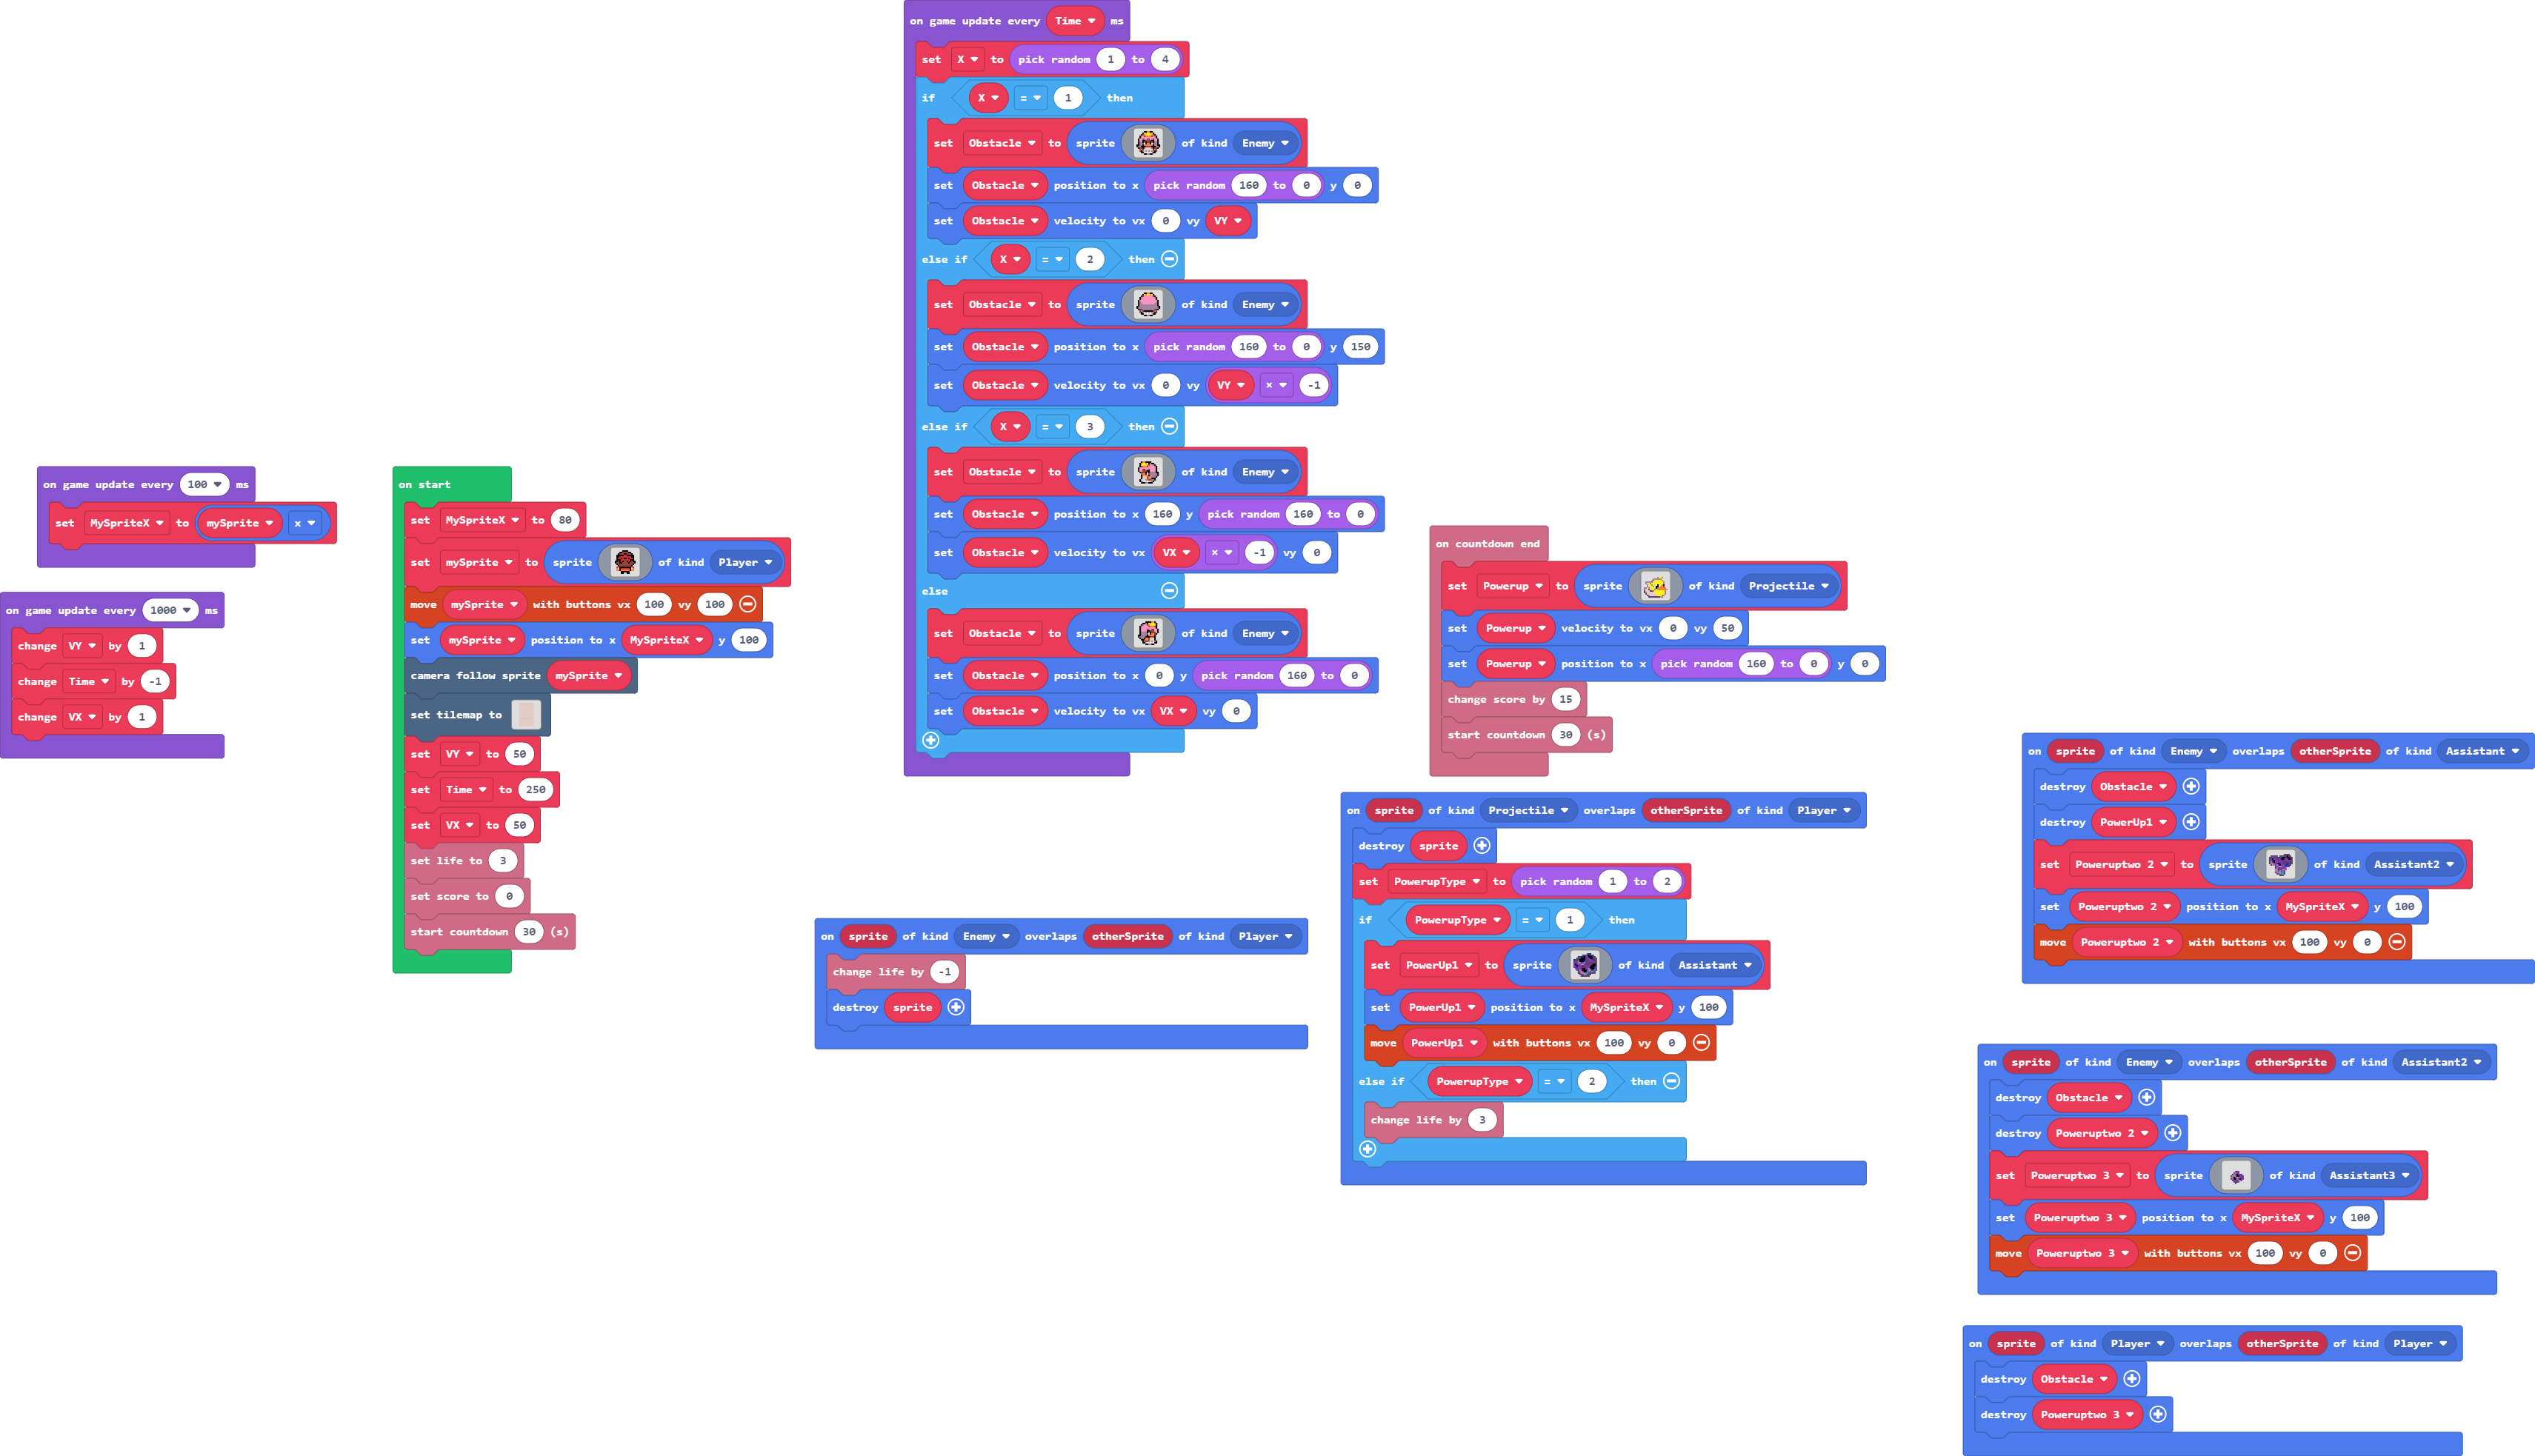 on game update every 100 ms
set MySpriteX to mySprite x
on game update every 1000 ms
change VY by 1
change Time by -1
change VX by 1
on start
set MySpriteX to 80
set mySprite to sprite of kind Player
move mySprite with buttons vx 100 vy 100
set mySprite position to x MySpriteX y 100
camera follow sprite mySprite
set tilemap to
set VY to 50
set Time to 250
set VX to 50
set life to 3
set score to 0
start countdown 30 (s)
on game update every Time ms
set X to pick random 1 to 4
if X = 1 then
set Obstacle to sprite of kind Enemy
set Obstacle position to x pick random 160 to 0 y 0
set Obstacle velocity to vx 0 vy VY
else if X = 2 then
set Obstacle to sprite of kind Enemy
set Obstacle position to x pick random 160 to 0 y 150
set Obstacle velocity to vx 0 vy VY × -1
else if X = 3 then
set Obstacle to sprite of kind Enemy
set Obstacle position to x 160 y pick random 160 to 0
set Obstacle velocity to vx VX × -1 vy 0
else
set Obstacle to sprite of kind Enemy
set Obstacle position to x 0 y pick random 160 to 0
set Obstacle velocity to vx VX vy 0
on sprite of kind Enemy overlaps otherSprite of kind Player
change life by -1
destroy sprite
on countdown end
set Powerup to sprite of kind Projectile
set Powerup velocity to vx 0 vy 50
set Powerup position to x pick random 160 to 0 y 0
change score by 15
start countdown 30 (s)
on sprite of kind Projectile overlaps otherSprite of kind Player
destroy sprite
set PowerupType to pick random 1 to 2
if PowerupType = 1 then
set PowerUp1 to sprite of kind Assistant
set PowerUp1 position to x MySpriteX y 100
move PowerUp1 with buttons vx 100 vy 0
else if PowerupType = 2 then
change life by 3
on sprite of kind Enemy overlaps otherSprite of kind Assistant
destroy Obstacle
destroy PowerUp1
set Poweruptwo 2 to sprite of kind Assistant2
set Poweruptwo 2 position to x MySpriteX y 100
move Poweruptwo 2 with buttons vx 100 vy 0
on sprite of kind Enemy overlaps otherSprite of kind Assistant2
destroy Obstacle
destroy Poweruptwo 2
set Poweruptwo 3 to sprite of kind Assistant3
set Poweruptwo 3 position to x MySpriteX y 100
move Poweruptwo 3 with buttons vx 100 vy 0
on sprite of kind Player overlaps otherSprite of kind Player
destroy Obstacle
destroy Poweruptwo 3